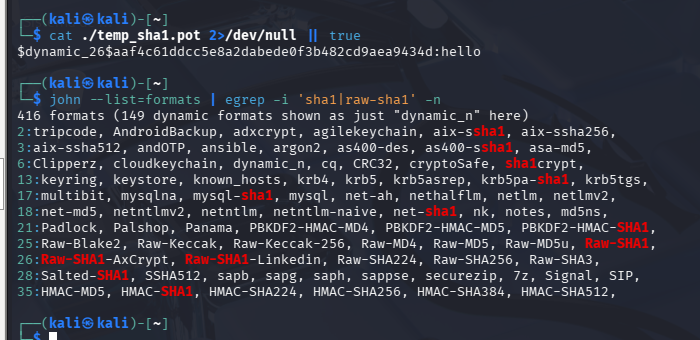 ┌──(kali㉿kali)-[~]
└─$ cat ./temp_sha1.pot 2>/dev/null || true
$dynamic_26$aaf4c61ddcc5e8a2dabede0f3b482cd9aea9434d:hello
┌──(kali㉿kali)-[~]
└─$ john --list=formats | egrep -i 'sha1|raw-sha1' -n
416 formats (149 dynamic formats shown as just "dynamic_n" here)
2:tripcode, AndroidBackup, adxcrypt, agilekeychain, aix-ssha1, aix-ssha256,
3:aix-ssha512, andOTP, ansible, argon2, as400-des, as400-ssha1, asa-md5,
6:Clipperz, cloudkeychain, dynamic_n, cq, CRC32, cryptoSafe, sha1crypt,
13:keyring, keystore, known_hosts, krb4, krb5, krb5asrep, krb5pa-sha1, krb5tgs,
17:multibit, mysqlna, mysql-sha1, mysql, net-ah, nethalflm, netlm, netlmv2,
18:net-md5, netntlmv2, netntlm, netntlm-naive, net-sha1, nk, notes, md5ns,
21:Padlock, Palshop, Panama, PBKDF2-HMAC-MD4, PBKDF2-HMAC-MD5, PBKDF2-HMAC-SHA1,
25:Raw-Blake2, Raw-Keccak, Raw-Keccak-256, Raw-MD4, Raw-MD5, Raw-MD5u, Raw-SHA1,
26:Raw-SHA1-AxCrypt, Raw-SHA1-Linkedin, Raw-SHA224, Raw-SHA256, Raw-SHA3,
28:Salted-SHA1, SSHA512, sapb, sapg, saph, sappse, securezip, 7z, Signal, SIP,
35:HMAC-MD5, HMAC-SHA1, HMAC-SHA224, HMAC-SHA256, HMAC-SHA384, HMAC-SHA512,
┌──(kali㉿kali)-[~]
└─$